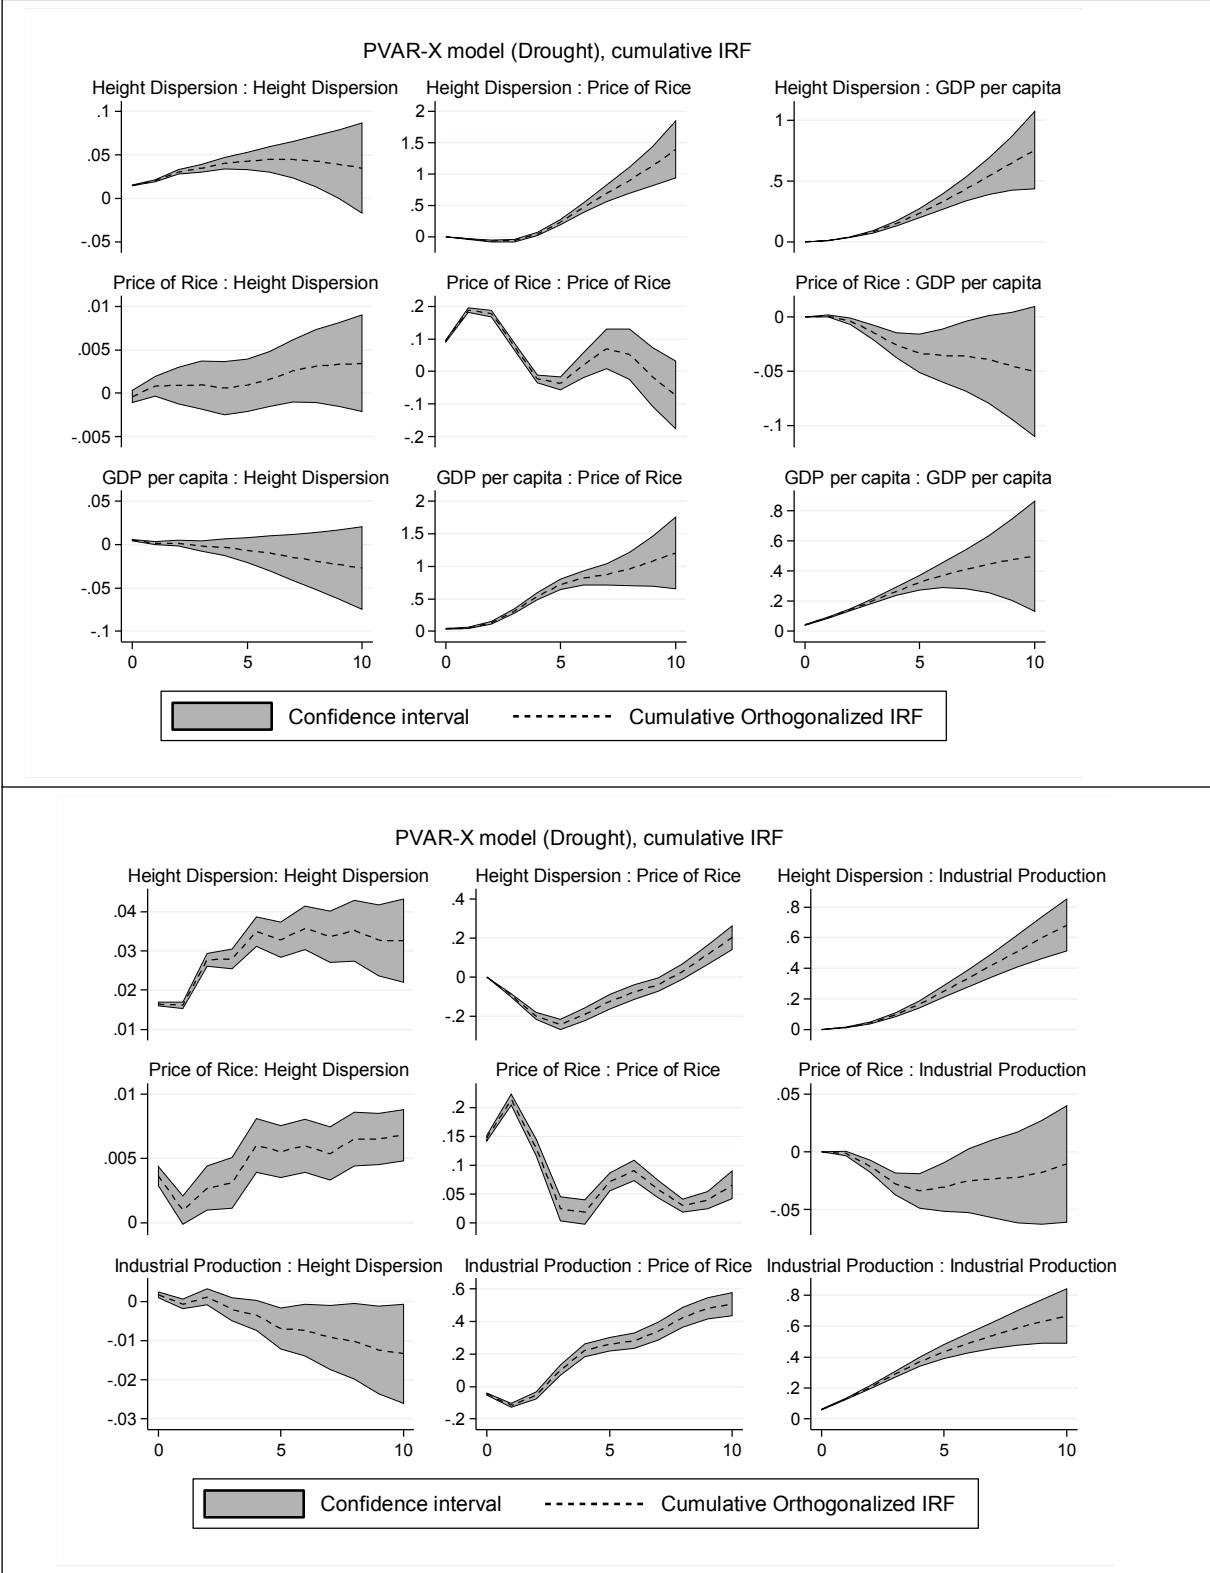 PVAR-X model (Drought), cumulative IRF
Height Dispersion : Height Dispersion
.1
.05
0
-.05
Height Dispersion : Price of Rice
2
1.5
1
.5
0
Height Dispersion : GDP per capita
1
.5
0
Price of Rice : Height Dispersion
.01
.005
0
-.005
Price of Rice : Price of Rice
.2
.1
0
-.1
-.2
Price of Rice : GDP per capita
0
-.05
-.1
GDP per capita : Height Dispersion
.05
0
-.05
-.1
0 5 10
GDP per capita : Price of Rice
2
1.5
1
.5
0
0 5 10
GDP per capita : GDP per capita
.8
.6
.4
.2
0
0 5 10
Confidence interval Cumulative Orthogonalized IRF
PVAR-X model (Drought), cumulative IRF
Height Dispersion: Height Dispersion
.04
.03
.02
.01
Height Dispersion : Price of Rice
.4
.2
0
-.2
Height Dispersion : Industrial Production
.8
.6
.4
.2
0
Price of Rice: Height Dispersion
.01
.005
0
Price of Rice : Price of Rice
.2
.15
.1
.05
0
Price of Rice : Industrial Production
.05
0
-.05
Industrial Production : Height Dispersion
0
-.01
-.02
-.03
0 5 10
Industrial Production : Price of Rice
.6
.4
.2
0
-.2
0 5 10
Industrial Production : Industrial Production
.8
.6
.4
.2
0
0 5 10
Confidence interval Cumulative Orthogonalized IRF